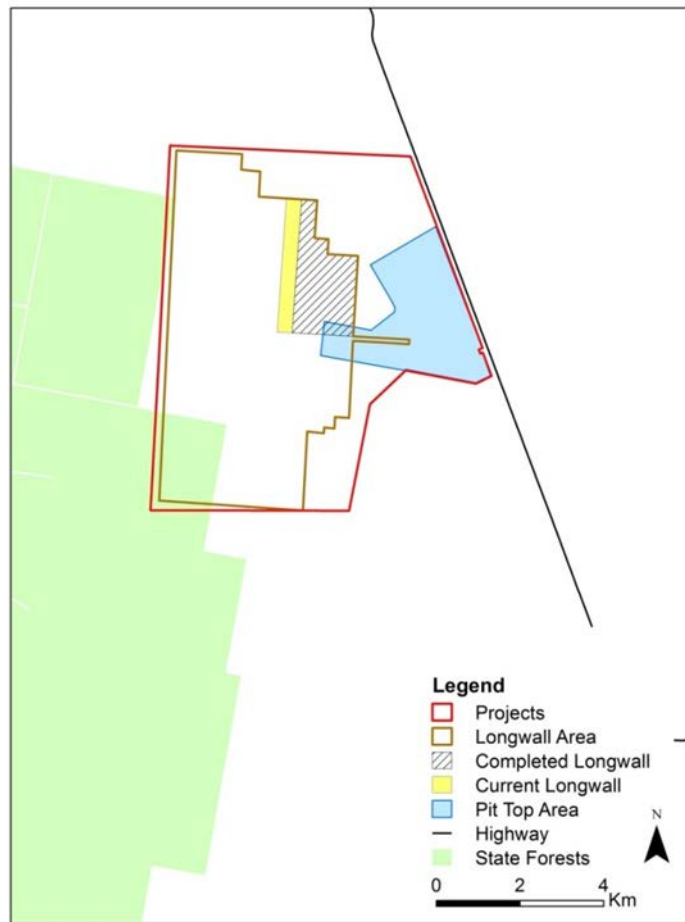 Legend
Projects
Longwall Area
Completed Longwall
Current Longwall
Pit Top Area
Highway
State Forests
N
0 2 4
Km